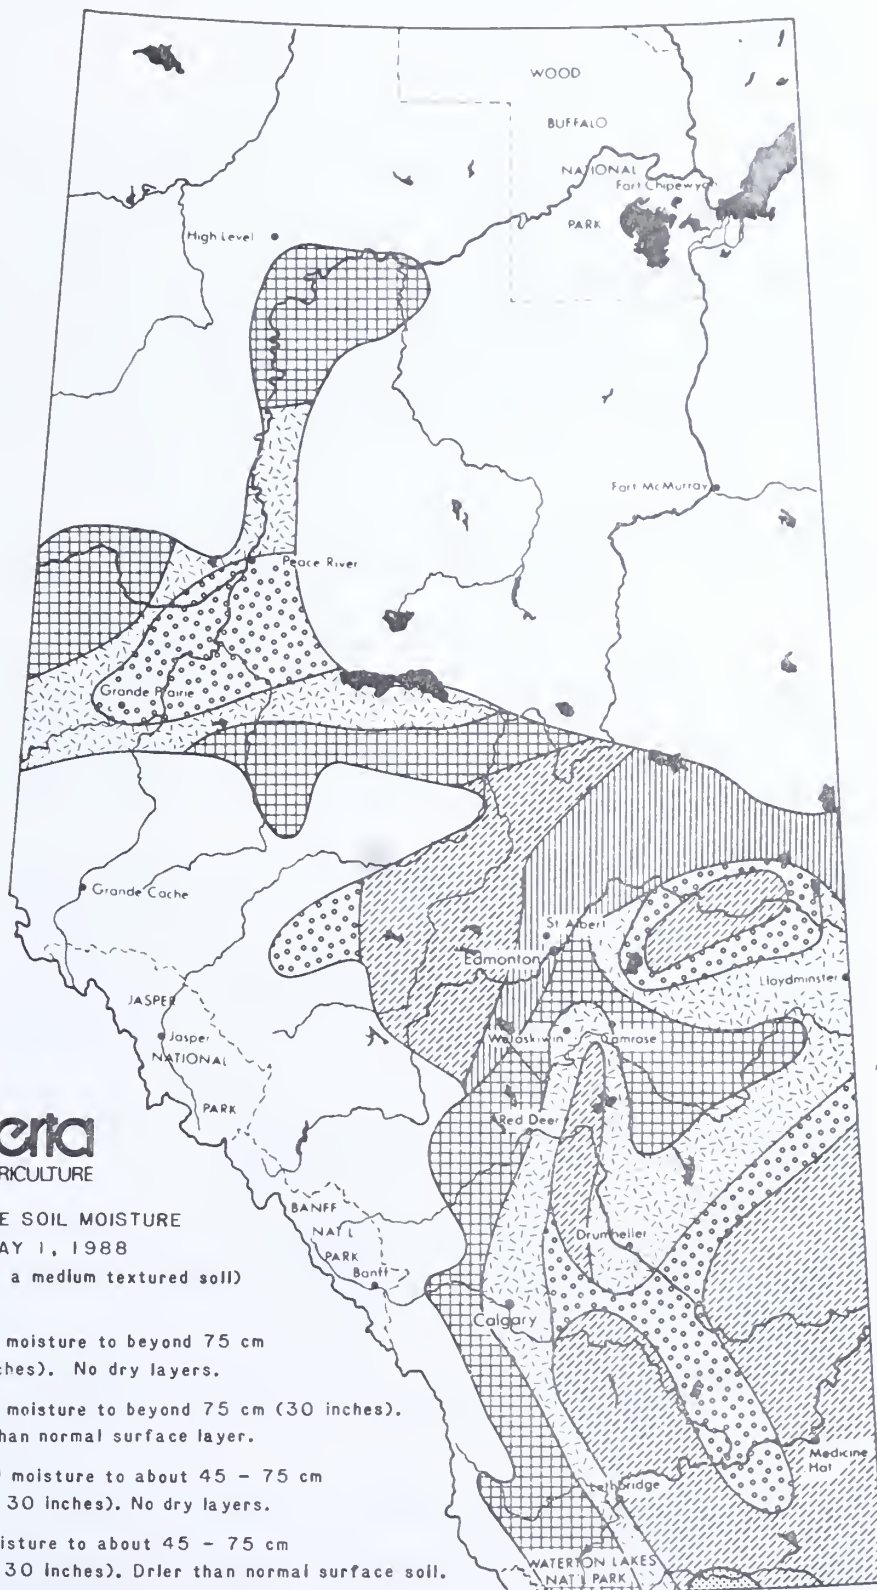 WOOD
BUFFALO
NATIONAL
Fort Chipewyan
PARK
High Level
Fort McMurray
Peace River
Grande Prairie
Grande Cache
St Albert
Edmonton
Lloydminster
JASPER
Jasper
NATIONAL
PARK
Wetaskiwin
Camrose
Red Deer
erta
RICULTURE
E SOIL MOISTURE
AY 1, 1988
a medium textured soil)
BANFF
NAT'L
PARK
Banff
Drumheller
Calgary
moisture to beyond 75 cm
ches). No dry layers.
moisture to beyond 75 cm (30 inches).
han normal surface layer.
moisture to about 45 - 75 cm
30 inches). No dry layers.
isture to about 45 - 75 cm
30 inches). Drier than normal surface soil.
Medicine
Hat
Lethbridge
WATERTON LAKES
NAT'L PARK